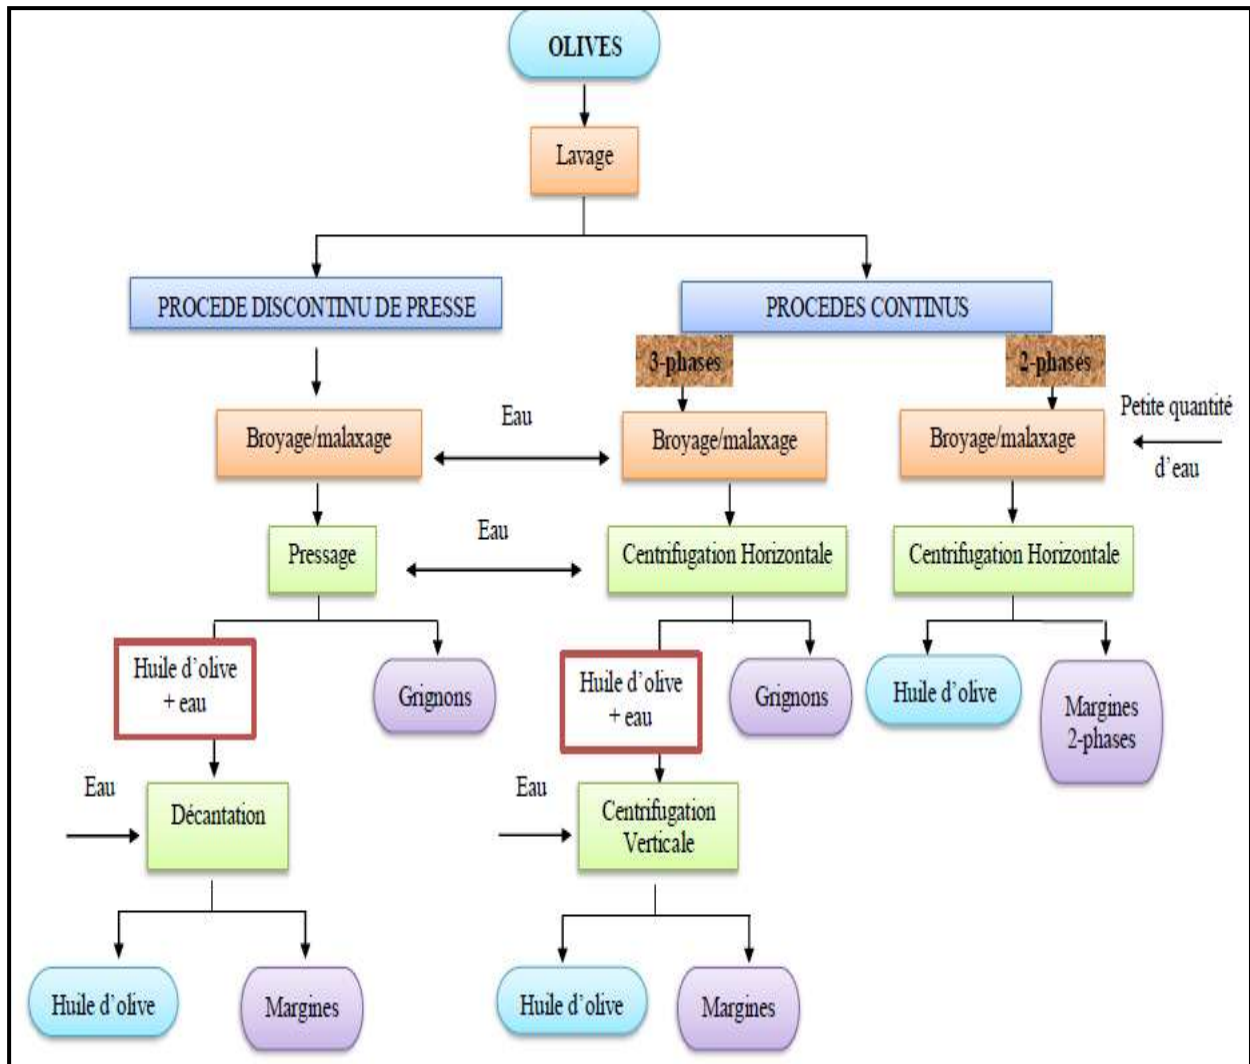 OLIVES
Lavage
PROCEDE DISCONTINU DE PRESSE
PROCEDES CONTINUS
3-phases
2-phases
Broyage/malaxage
Eau
Broyage/malaxage
Broyage/malaxage
Petite quantité
d’eau
Pressage
Eau
Centrifugation Horizontale
Centrifugation Horizontale
Huile d’olive
+ eau
Grignons
Huile d’olive
+ eau
Grignons
Huile d’olive
Margines
2-phases
Eau
Décantation
Eau
Centrifugation
Verticale
Huile d’olive
Margines
Huile d’olive
Margines